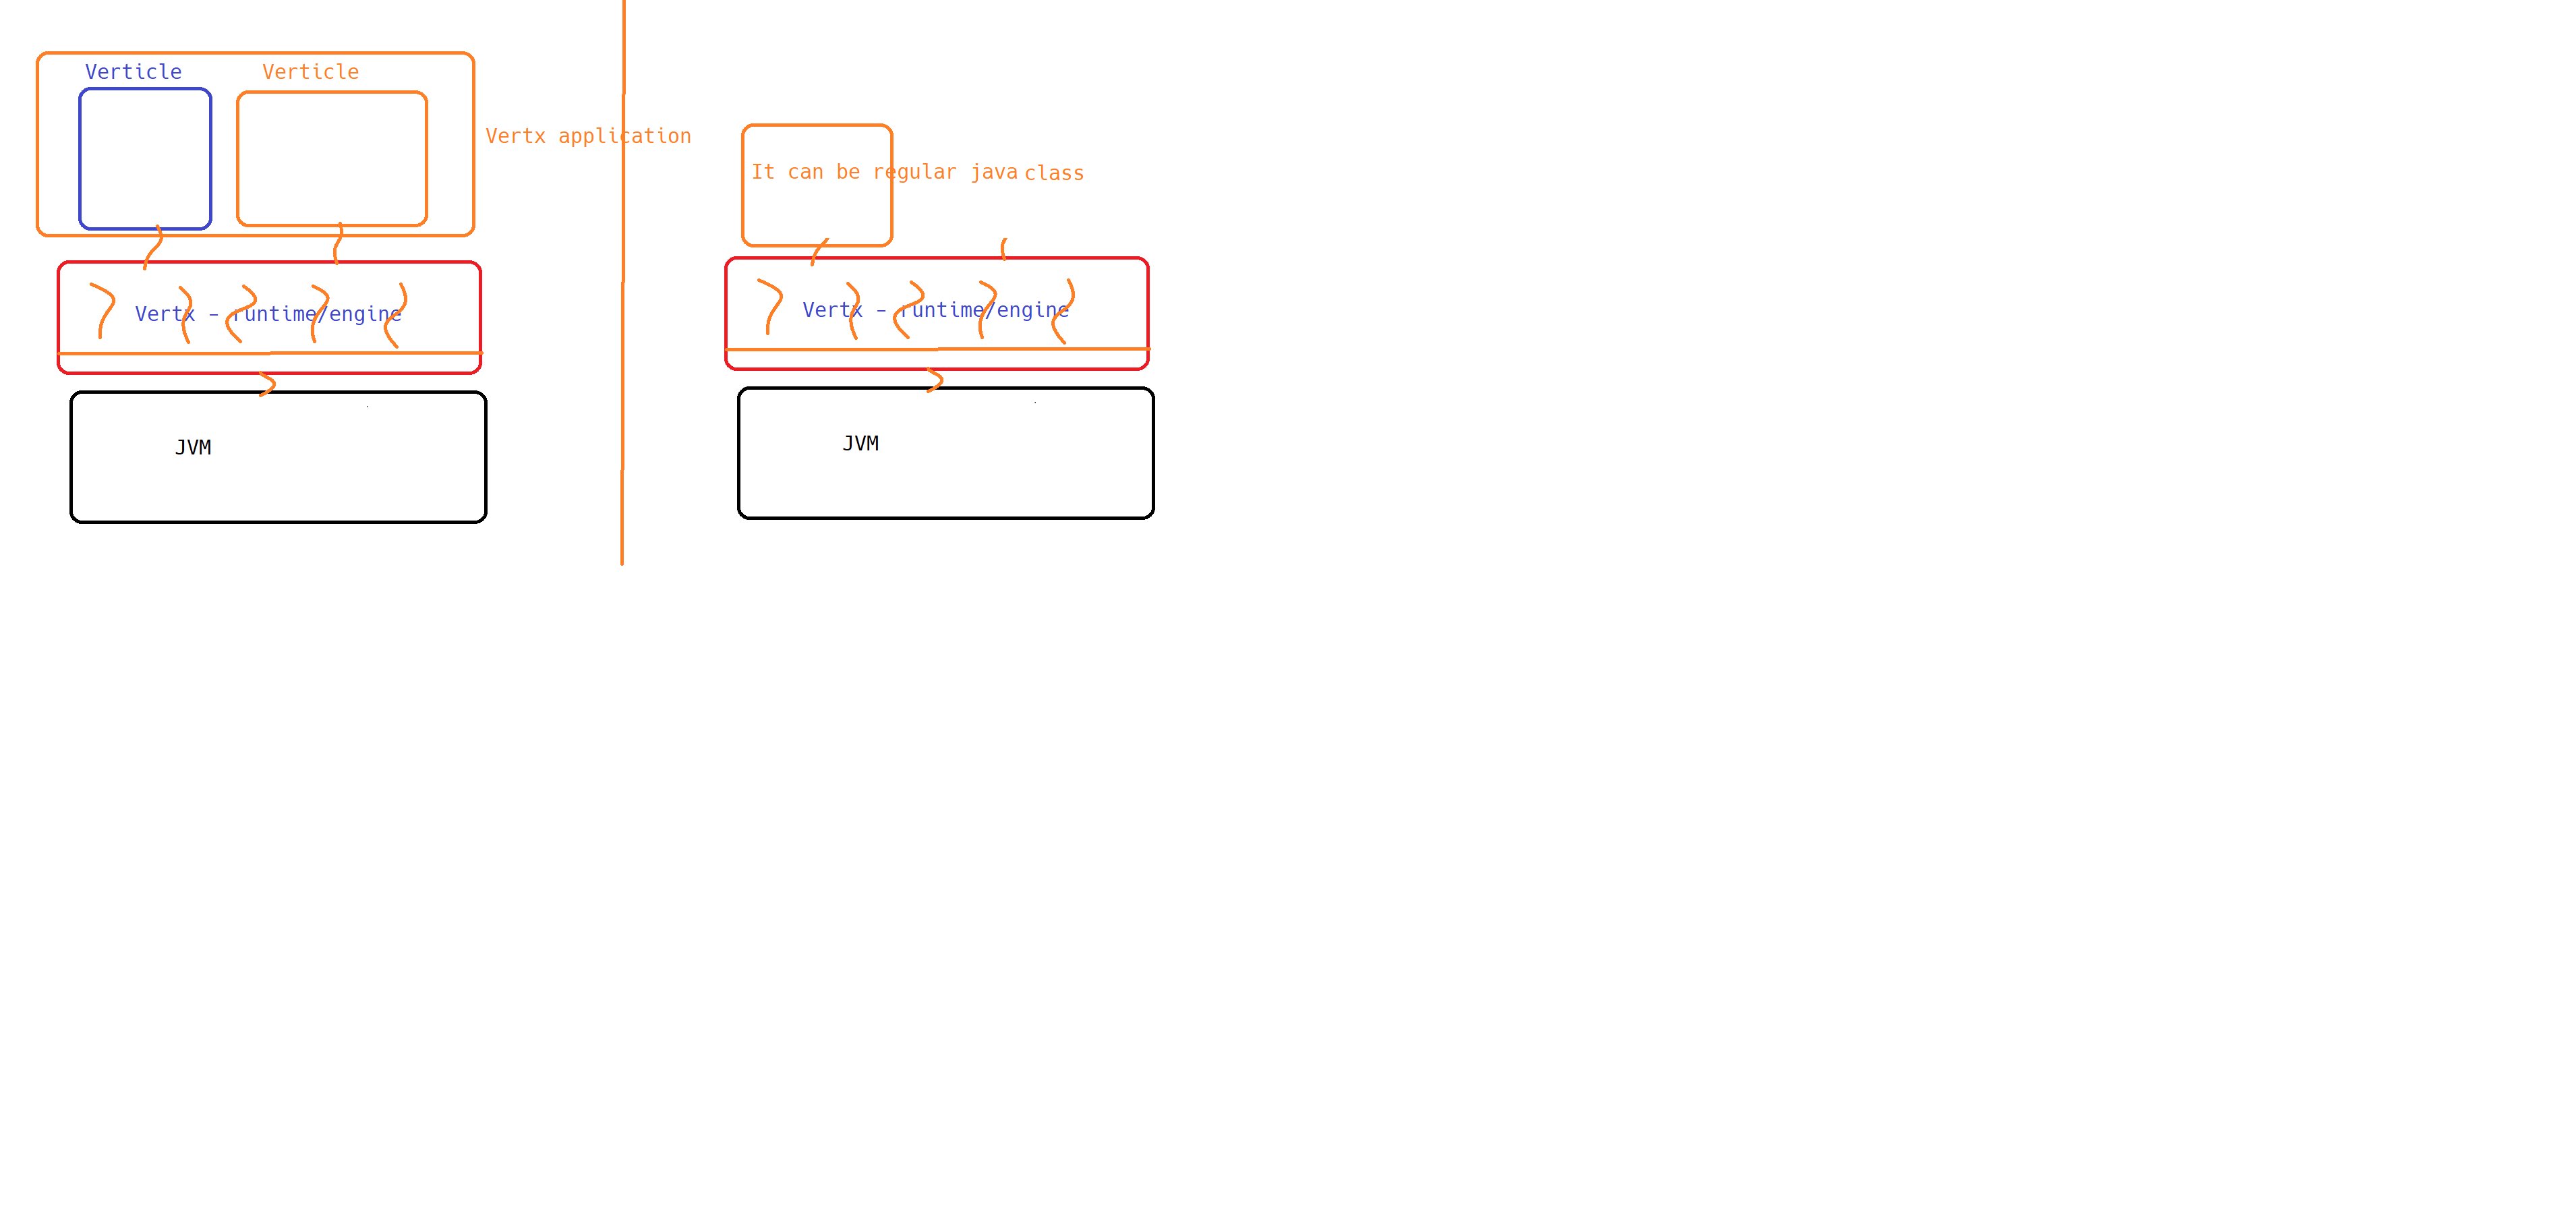 Verticle
Verticle
Vertx application
Vertx - runtime/engine
JVM
It can be regular java class
Vertx - runtime/engine
JVM